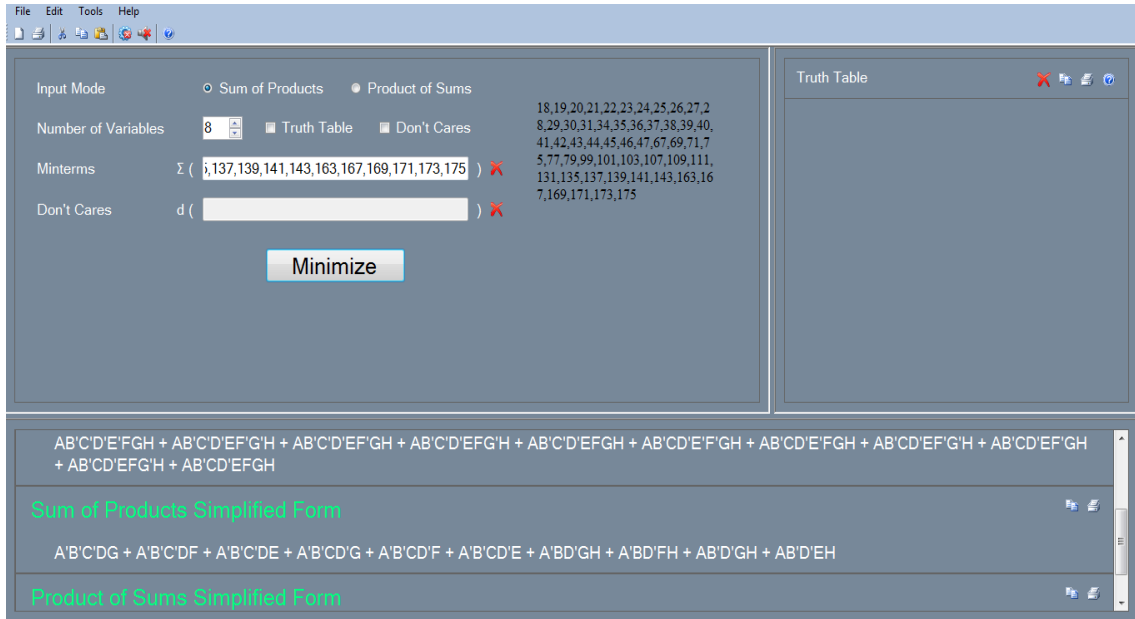 File Edit Tools Help
Input Mode Sum of Products Product of Sums
Number of Variables 8 Truth Table Don't Cares
Minterms Σ ( ,137,139,141,143,163,167,169,171,173,175 )
Don't Cares d ( )
Minimize
18,19,20,21,22,23,24,25,26,27,2
8,29,30,31,34,35,36,37,38,39,40,
41,42,43,44,45,46,47,67,69,71,7
5,77,79,99,101,103,107,109,111,
131,135,137,139,141,143,163,16
7,169,171,173,175
Truth Table
AB'C'D'E'FGH + AB'C'D'EF'G'H + AB'C'D'EF'GH + AB'C'D'EFG'H + AB'C'D'EFGH + AB'CD'E'F'GH + AB'CD'E'FGH + AB'CD'EF'G'H + AB'CD'EF'GH
+ AB'CD'EFG'H + AB'CD'EFGH
Sum of Products Simplified Form
A'B'C'DG + A'B'C'DF + A'B'C'DE + A'B'CD'G + A'B'CD'F + A'B'CD'E + A'BD'GH + A'BD'FH + AB'D'GH + AB'D'EH
Product of Sums Simplified Form